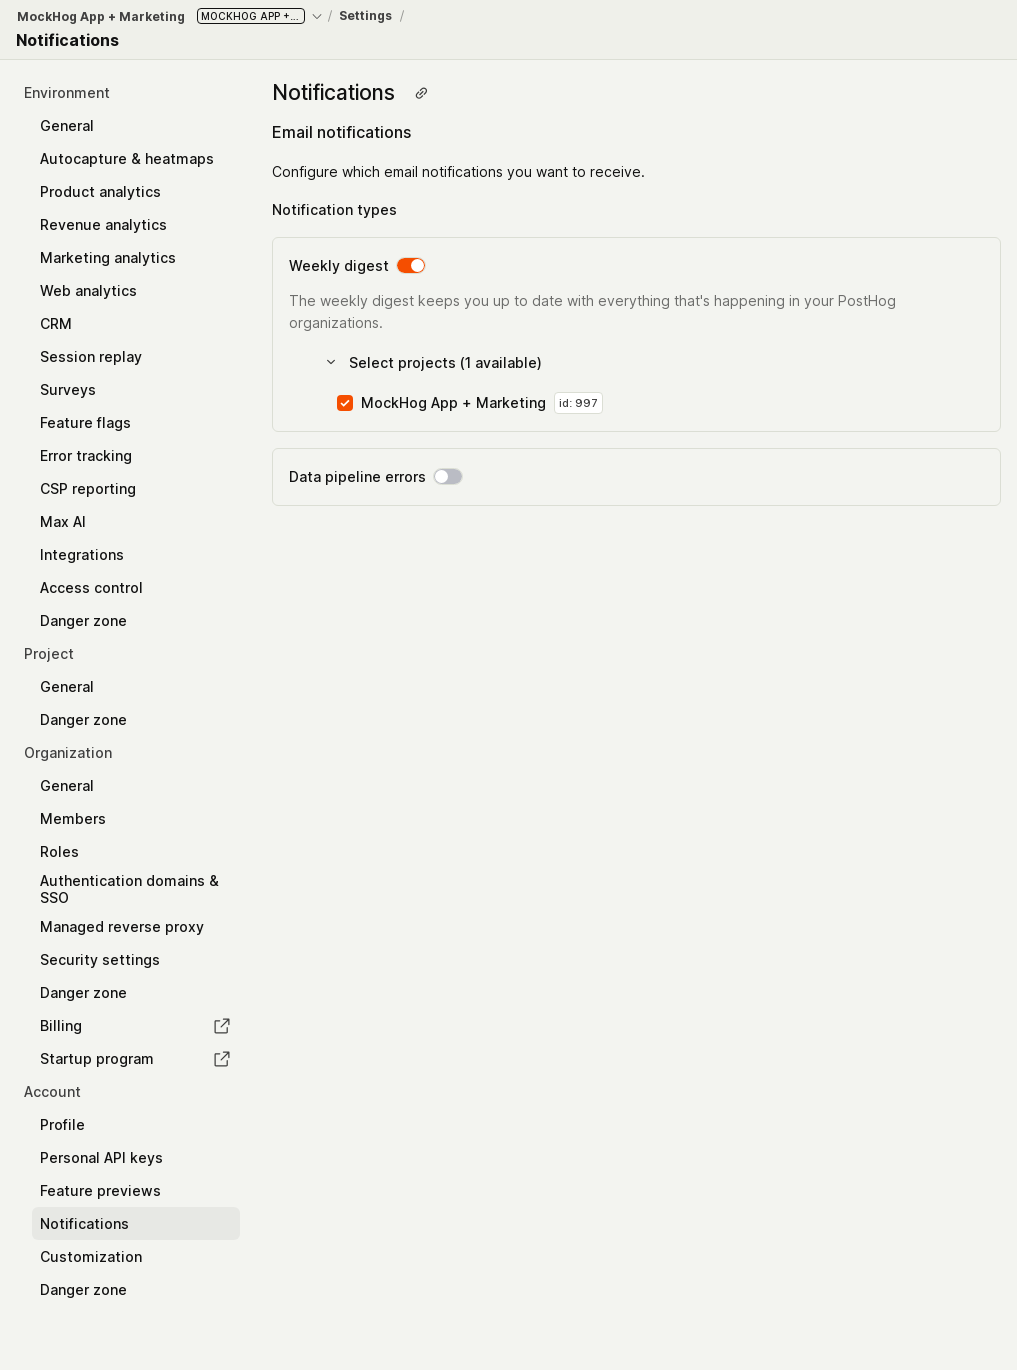 MockHog App + Marketing MOCKHOG APP +... / Settings /
Notifications
Environment
General
Autocapture & heatmaps
Product analytics
Revenue analytics
Marketing analytics
Web analytics
CRM
Session replay
Surveys
Feature flags
Error tracking
CSP reporting
Max AI
Integrations
Access control
Danger zone
Project
General
Danger zone
Organization
General
Members
Roles
Authentication domains &
SSO
Managed reverse proxy
Security settings
Danger zone
Billing
Startup program
Account
Profile
Personal API keys
Feature previews
Notifications
Customization
Danger zone
Notifications
Email notifications
Configure which email notifications you want to receive.
Notification types
Weekly digest
The weekly digest keeps you up to date with everything that's happening in your PostHog
organizations.
Select projects (1 available)
MockHog App + Marketing id: 997
Data pipeline errors